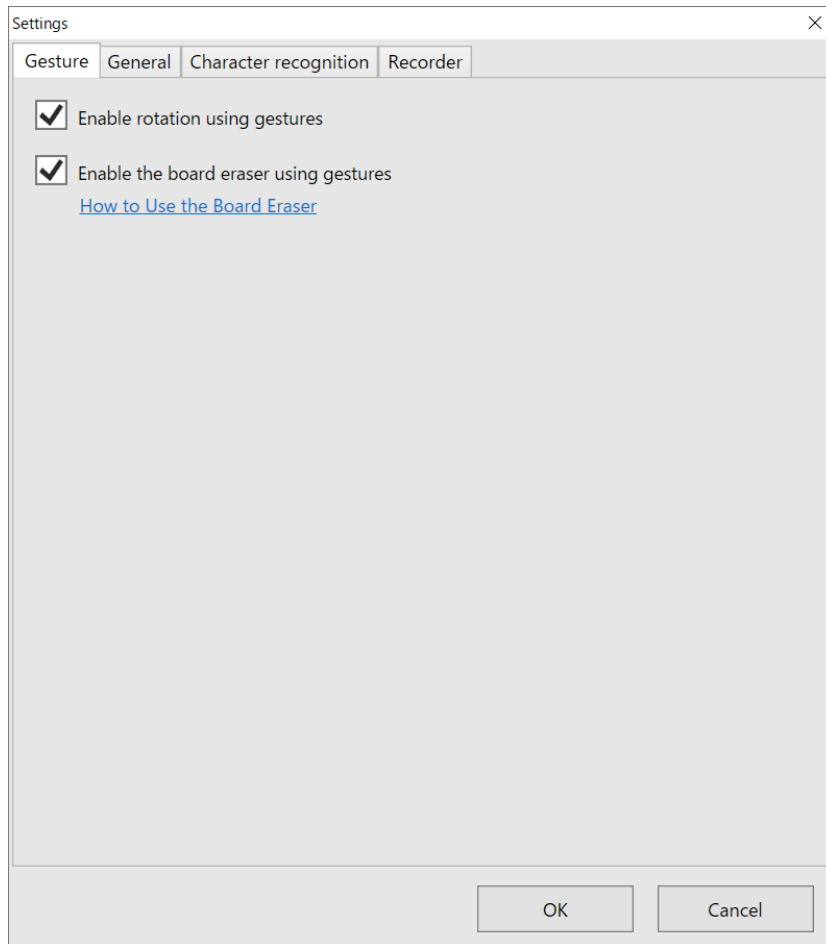 Settings
Gesture General Character recognition Recorder
Enable rotation using gestures
Enable the board eraser using gestures
How to Use the Board Eraser
OK Cancel